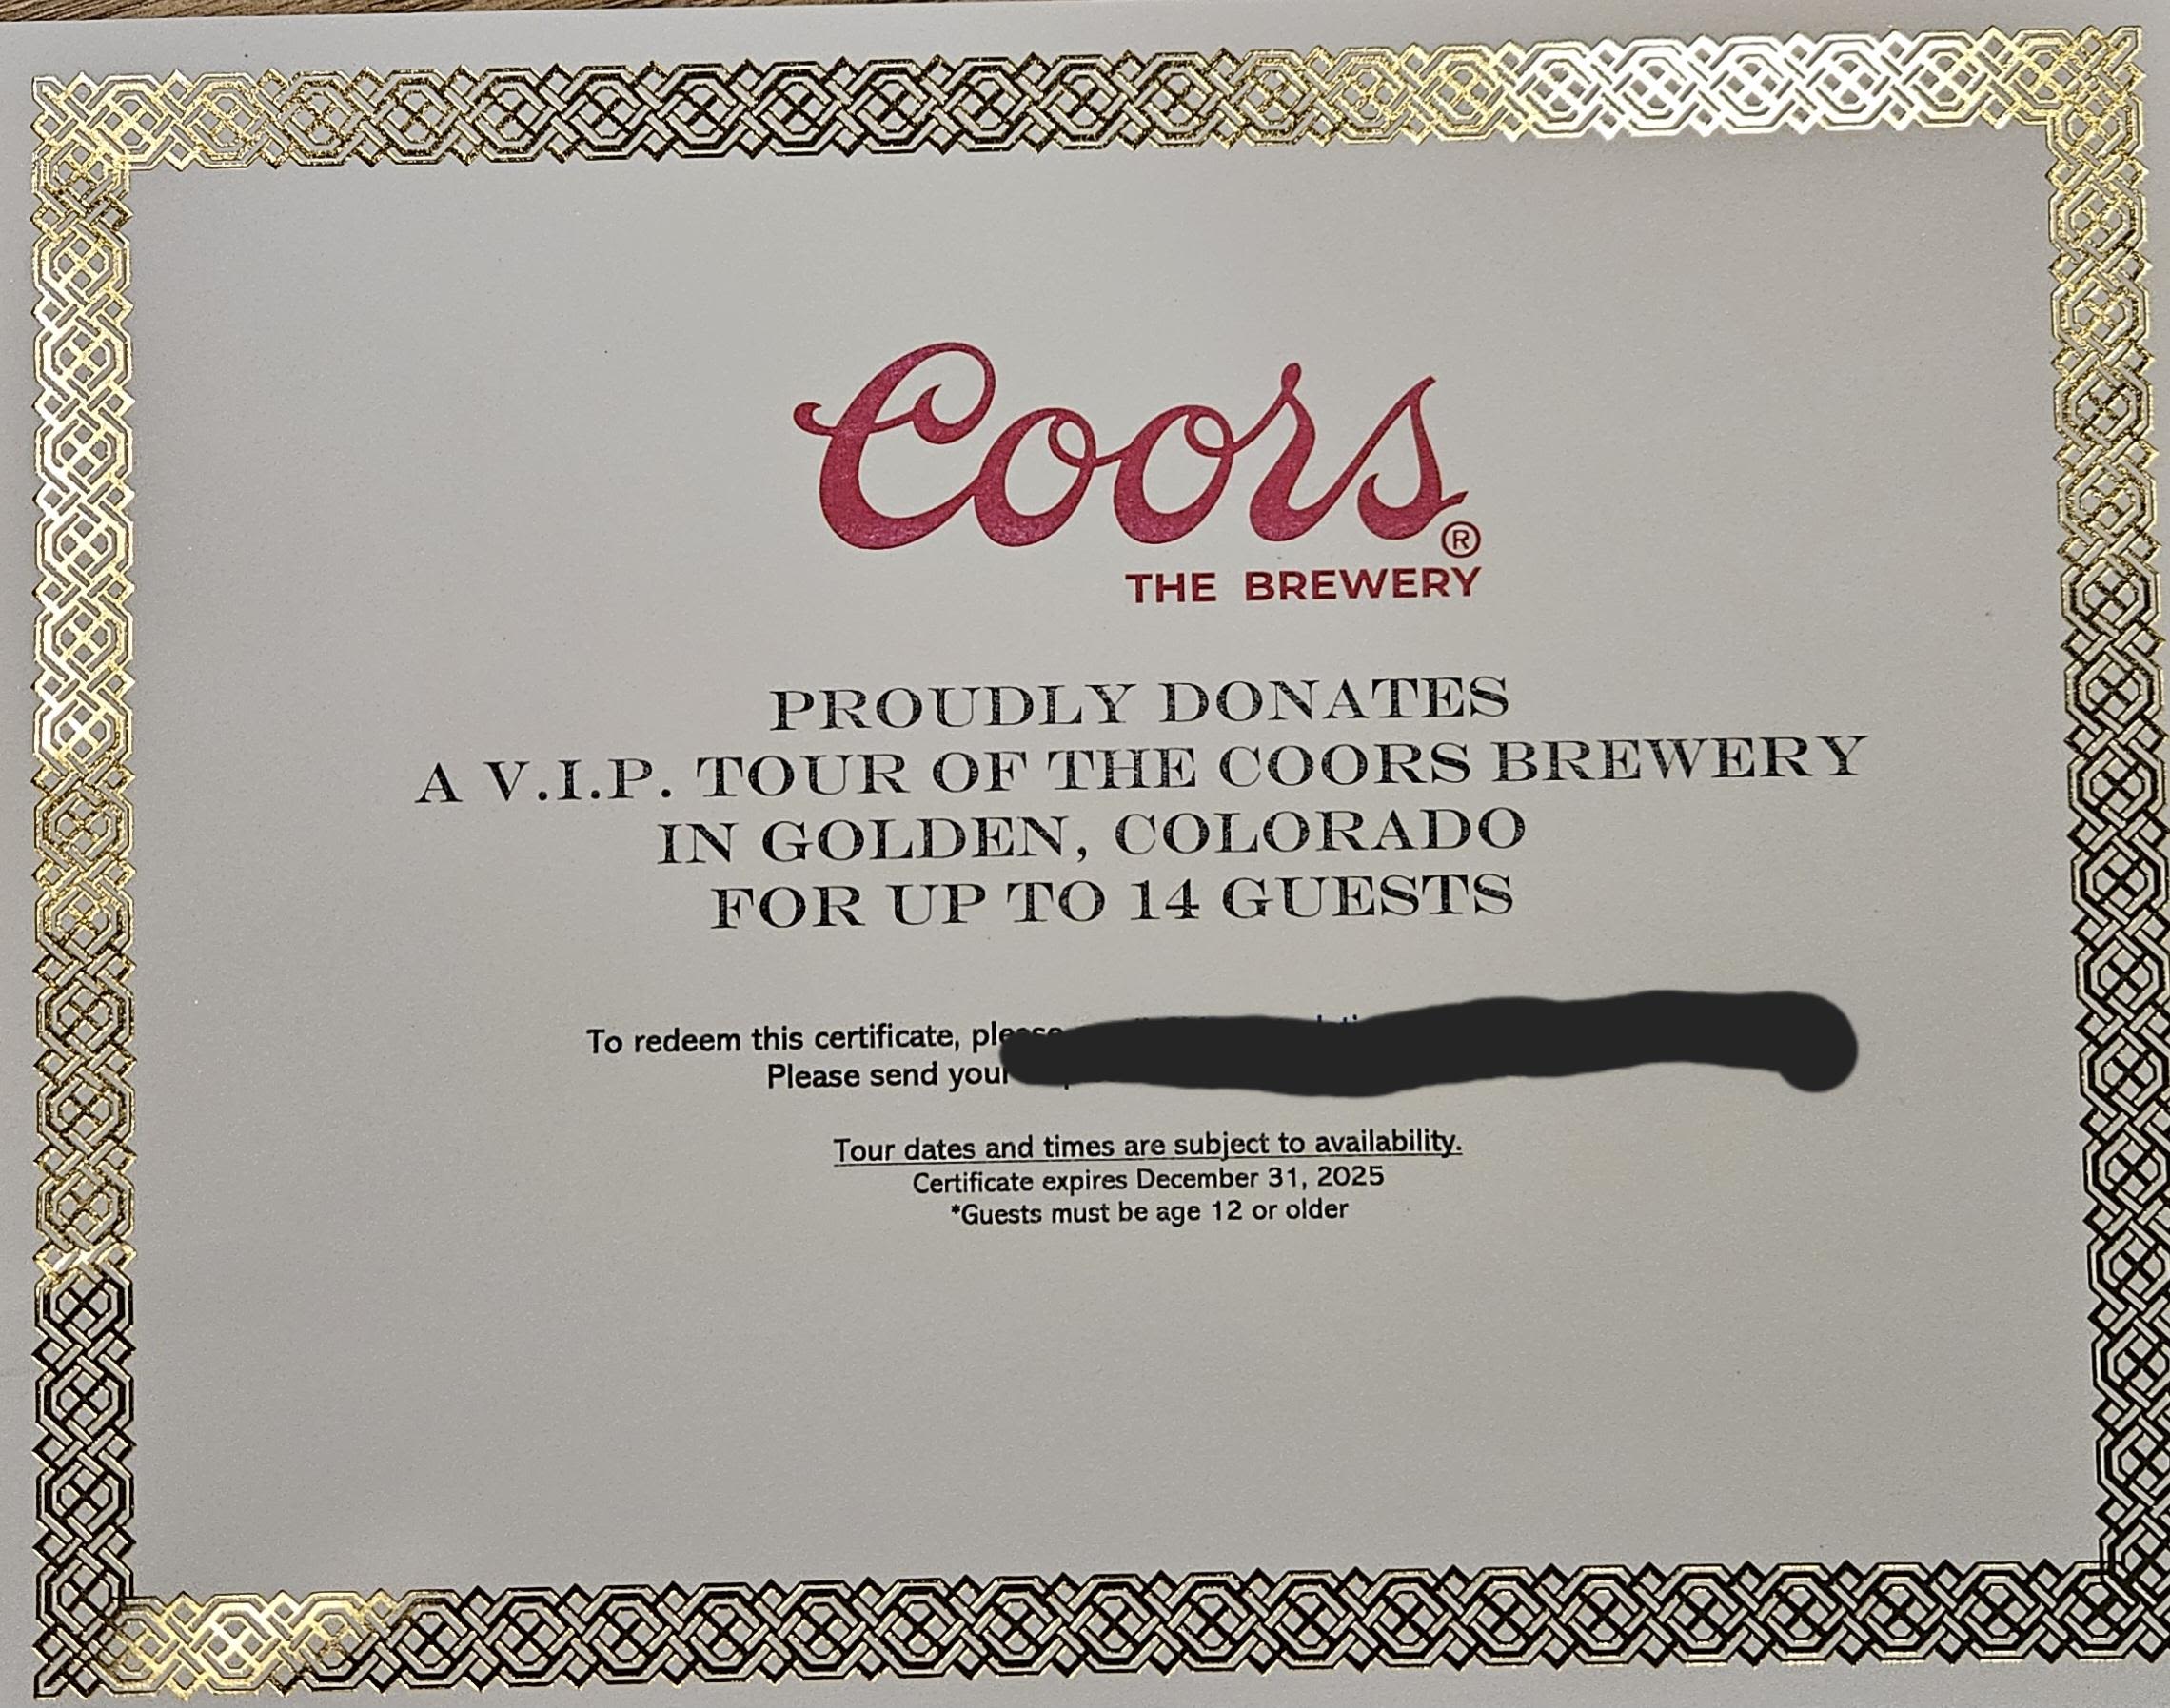 Coors®
THE BREWERY
PROUDLY DONATES
A V.I.P. TOUR OF THE COORS BREWERY
IN GOLDEN, COLORADO
FOR UP TO 14 GUESTS
To redeem this certificate, please
Please send your
Tour dates and times are subject to availability.
Certificate expires December 31, 2025
*Guests must be age 12 or older